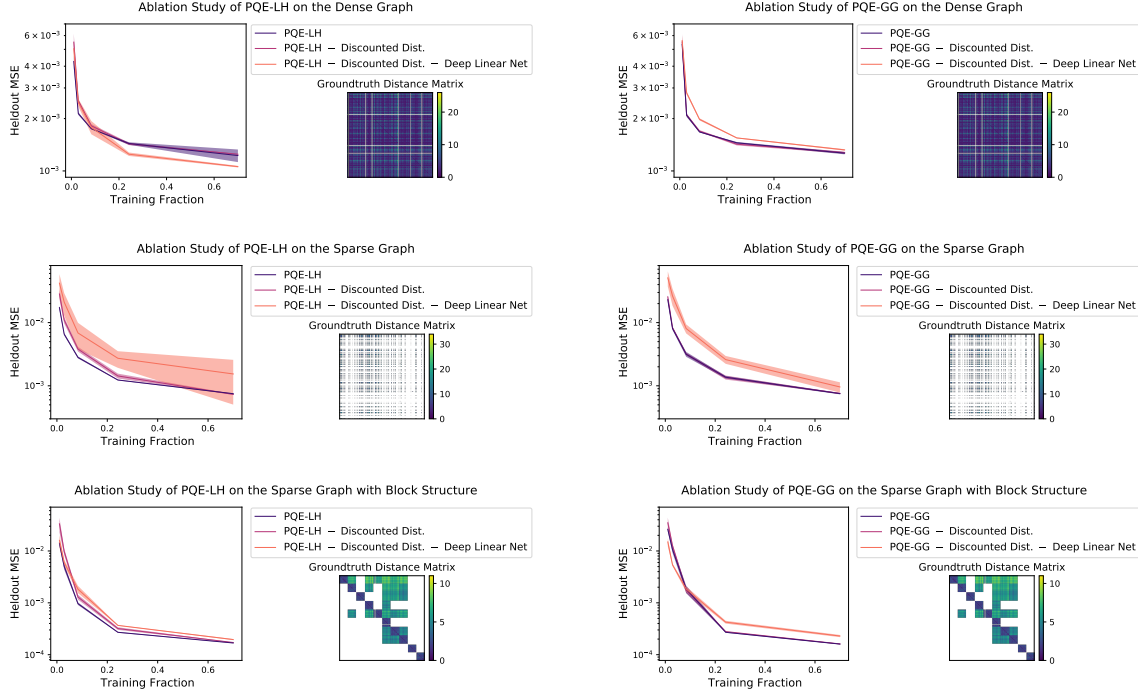 Ablation Study of PQE-LH on the Dense Graph
6 × 10⁻³
4 × 10⁻³
3 × 10⁻³
2 × 10⁻³
10⁻³
Heldout MSE
0.0 0.2 0.4 0.6
Training Fraction
PQE-LH
PQE-LH − Discounted Dist.
PQE-LH − Discounted Dist. − Deep Linear Net
Groundtruth Distance Matrix
20
10
0
Ablation Study of PQE-GG on the Dense Graph
6 × 10⁻³
4 × 10⁻³
3 × 10⁻³
2 × 10⁻³
10⁻³
Heldout MSE
0.0 0.2 0.4 0.6
Training Fraction
PQE-GG
PQE-GG − Discounted Dist.
PQE-GG − Discounted Dist. − Deep Linear Net
Groundtruth Distance Matrix
20
10
0
Ablation Study of PQE-LH on the Sparse Graph
10⁻²
10⁻³
Heldout MSE
0.0 0.2 0.4 0.6
Training Fraction
PQE-LH
PQE-LH − Discounted Dist.
PQE-LH − Discounted Dist. − Deep Linear Net
Groundtruth Distance Matrix
30
20
10
0
Ablation Study of PQE-GG on the Sparse Graph
10⁻²
10⁻³
Heldout MSE
0.0 0.2 0.4 0.6
Training Fraction
PQE-GG
PQE-GG − Discounted Dist.
PQE-GG − Discounted Dist. − Deep Linear Net
Groundtruth Distance Matrix
30
20
10
0
Ablation Study of PQE-LH on the Sparse Graph with Block Structure
10⁻²
10⁻³
10⁻⁴
Heldout MSE
0.0 0.2 0.4 0.6
Training Fraction
PQE-LH
PQE-LH − Discounted Dist.
PQE-LH − Discounted Dist. − Deep Linear Net
Groundtruth Distance Matrix
10
5
0
Ablation Study of PQE-GG on the Sparse Graph with Block Structure
10⁻²
10⁻³
10⁻⁴
Heldout MSE
0.0 0.2 0.4 0.6
Training Fraction
PQE-GG
PQE-GG − Discounted Dist.
PQE-GG − Discounted Dist. − Deep Linear Net
Groundtruth Distance Matrix
10
5
0